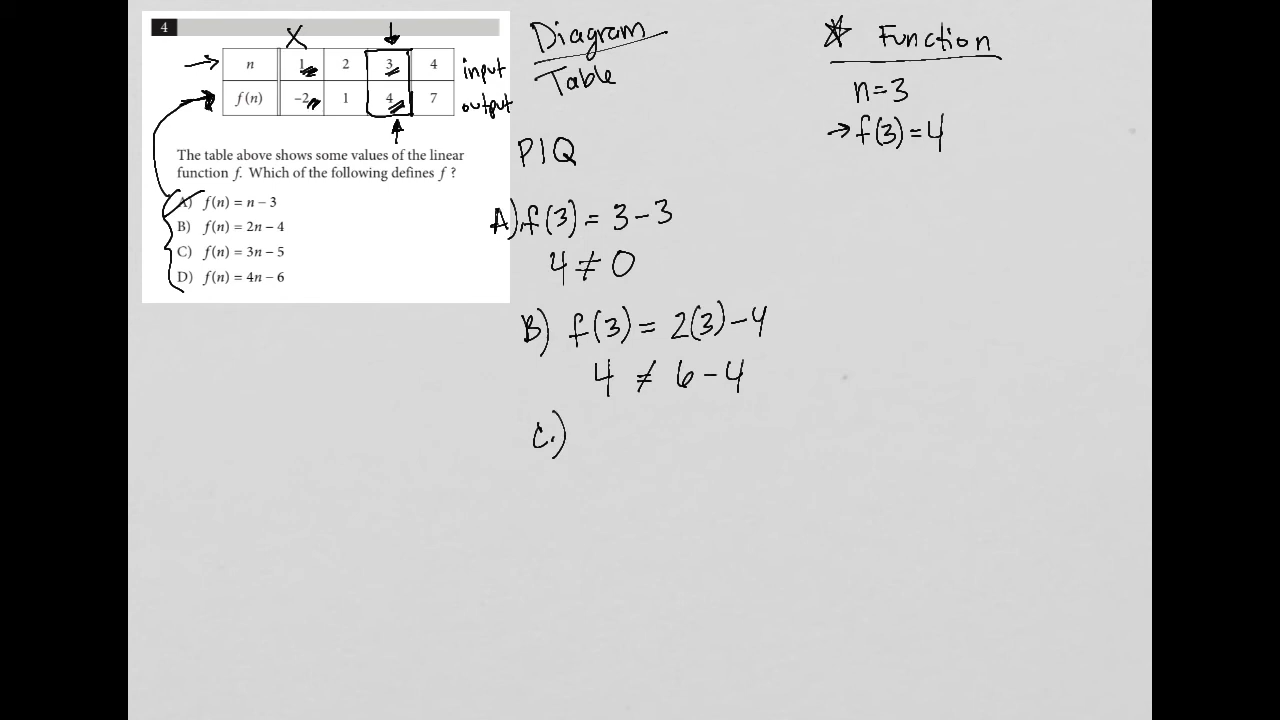 4
X
n 1 2 3 4 input
f(n) −2 1 4 7 output
The table above shows some values of the linear
function f. Which of the following defines f ?
A) f(n) = n − 3
B) f(n) = 2n − 4
C) f(n) = 3n − 5
D) f(n) = 4n − 6
Diagram
Table
PIQ
A) f(3) = 3 - 3
4 ≠ 0
B) f(3) = 2(3) - 4
4 ≠ 6 - 4
C.)
Function
n = 3
→ f(3) = 4